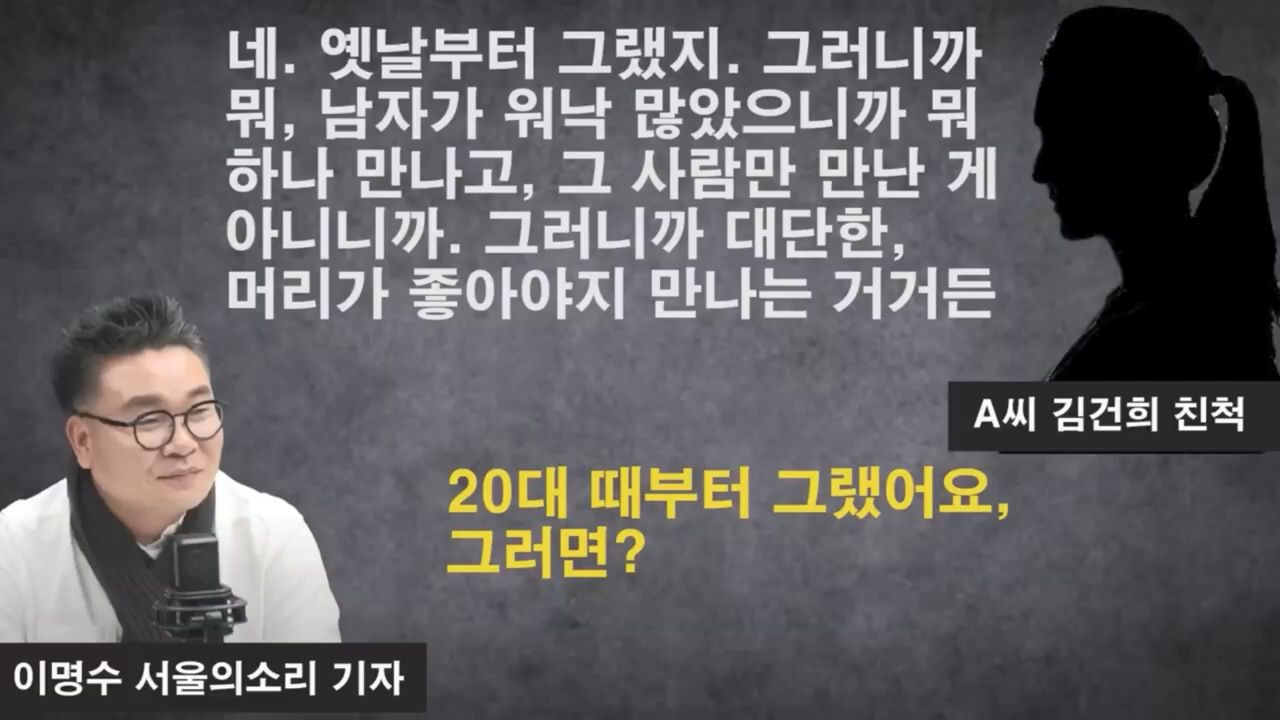 네. 옛날부터 그랬지. 그러니까
뭐, 남자가 워낙 많았으니까 뭐
하나 만나고, 그 사람만 만난 게
아니니까. 그러니까 대단한,
머리가 좋아야지 만나는 거거든
A씨 김건희 친척
20대 때부터 그랬어요,
그러면?
이명수 서울의소리 기자